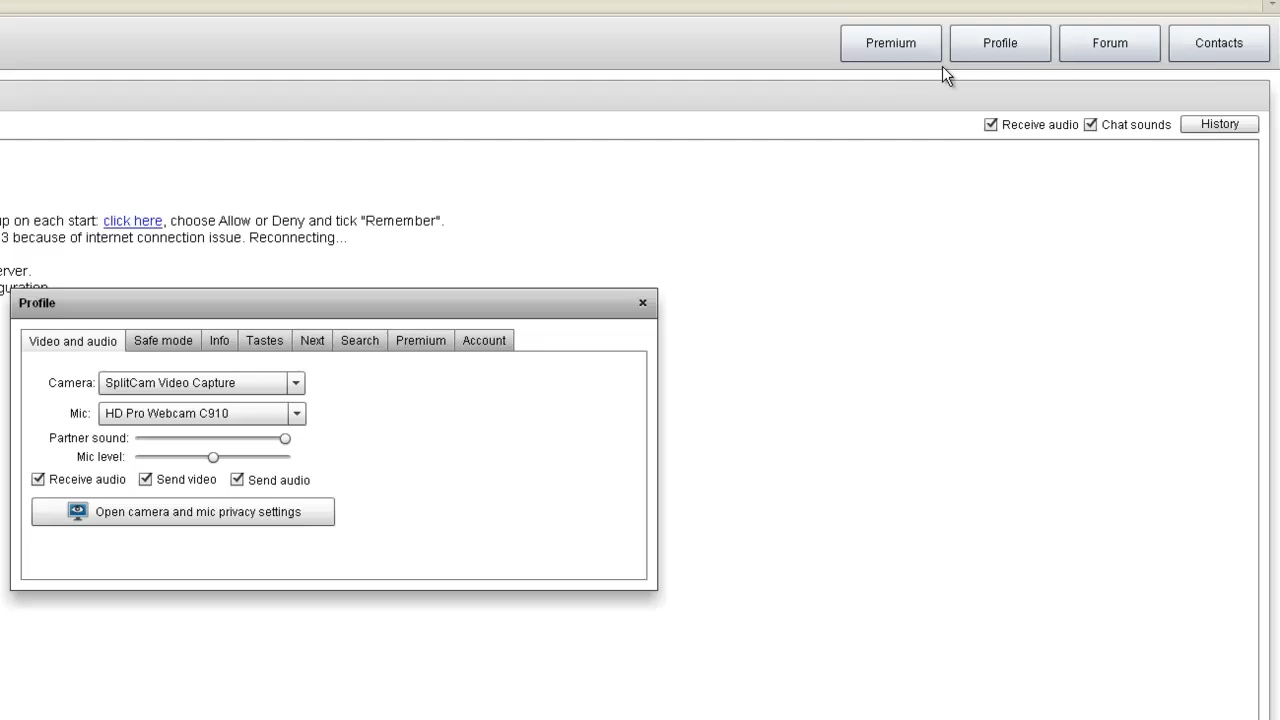 Premium Profile Forum Contacts
Receive audio Chat sounds History
up on each start: click here, choose Allow or Deny and tick "Remember".
3 because of internet connection issue. Reconnecting...
erver.
guration
Profile
Video and audio Safe mode Info Tastes Next Search Premium Account
Camera: SplitCam Video Capture
Mic: HD Pro Webcam C910
Partner sound:
Mic level:
Receive audio Send video Send audio
Open camera and mic privacy settings